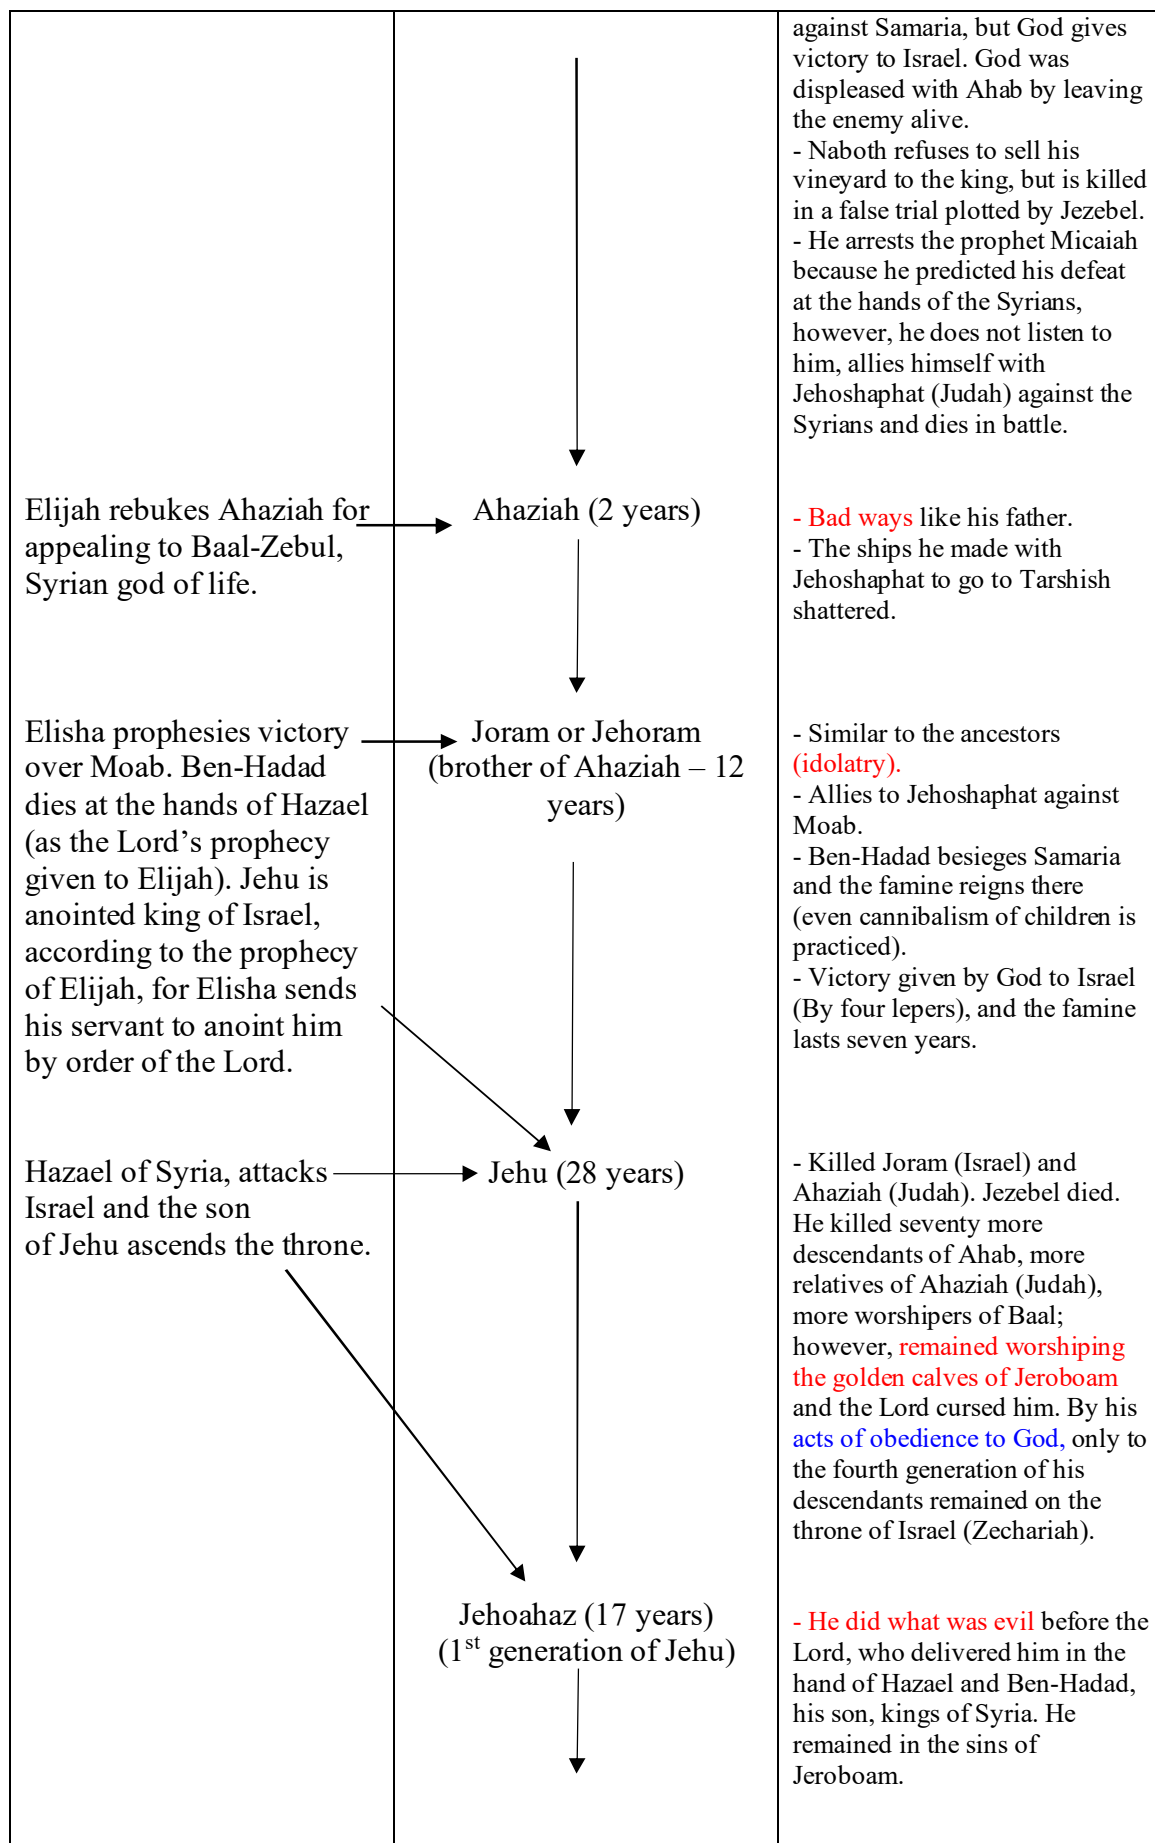 against Samaria, but God gives
victory to Israel. God was
displeased with Ahab by leaving
the enemy alive.
- Naboth refuses to sell his
vineyard to the king, but is killed
in a false trial plotted by Jezebel.
- He arrests the prophet Micaiah
because he predicted his defeat
at the hands of the Syrians,
however, he does not listen to
him, allies himself with
Jehoshaphat (Judah) against the
Syrians and dies in battle.
Elijah rebukes Ahaziah for
appealing to Baal-Zebul,
Syrian god of life.
Ahaziah (2 years)
- Bad ways like his father.
- The ships he made with
Jehoshaphat to go to Tarshish
shattered.
Elisha prophesies victory
over Moab. Ben-Hadad
dies at the hands of Hazael
(as the Lord’s prophecy
given to Elijah). Jehu is
anointed king of Israel,
according to the prophecy
of Elijah, for Elisha sends
his servant to anoint him
by order of the Lord.
Joram or Jehoram
(brother of Ahaziah – 12
years)
- Similar to the ancestors
(idolatry).
- Allies to Jehoshaphat against
Moab.
- Ben-Hadad besieges Samaria
and the famine reigns there
(even cannibalism of children is
practiced).
- Victory given by God to Israel
(By four lepers), and the famine
lasts seven years.
Hazael of Syria, attacks
Israel and the son
of Jehu ascends the throne.
Jehu (28 years)
- Killed Joram (Israel) and
Ahaziah (Judah). Jezebel died.
He killed seventy more
descendants of Ahab, more
relatives of Ahaziah (Judah),
more worshipers of Baal;
however, remained worshiping
the golden calves of Jeroboam
and the Lord cursed him. By his
acts of obedience to God, only to
the fourth generation of his
descendants remained on the
throne of Israel (Zechariah).
Jehoahaz (17 years)
(1st generation of Jehu)
- He did what was evil before the
Lord, who delivered him in the
hand of Hazael and Ben-Hadad,
his son, kings of Syria. He
remained in the sins of
Jeroboam.